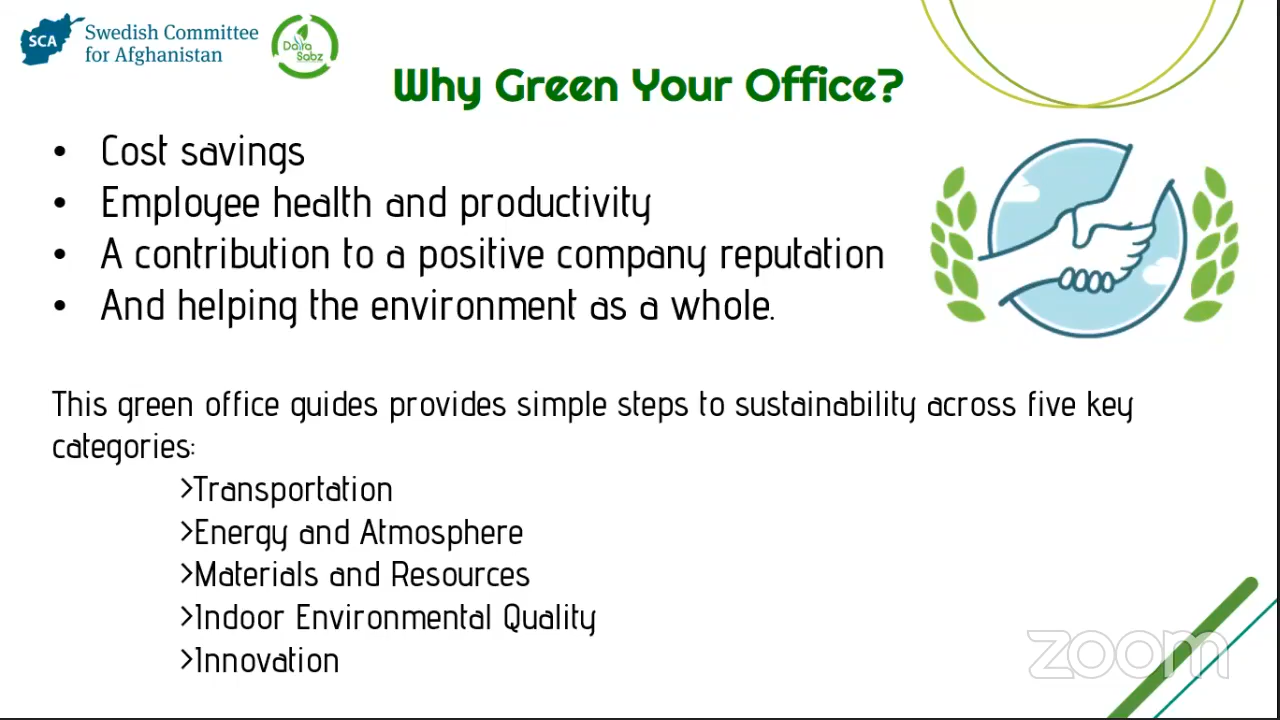 SCA
Swedish Committee
for Afghanistan
Daira
Sabz
Why Green Your Office?
• Cost savings
• Employee health and productivity
• A contribution to a positive company reputation
• And helping the environment as a whole.
This green office guides provides simple steps to sustainability across five key
categories:
>Transportation
>Energy and Atmosphere
>Materials and Resources
>Indoor Environmental Quality
>Innovation
zoom